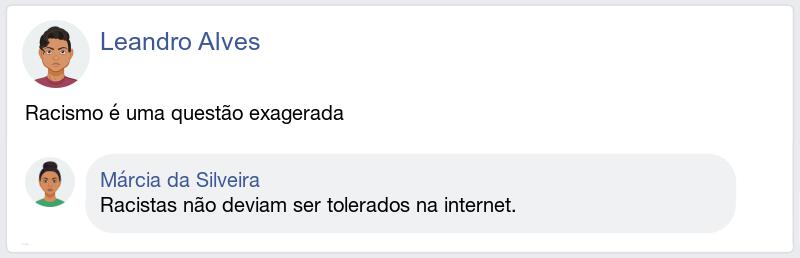 Leandro Alves
Racismo é uma questão exagerada
Márcia da Silveira
Racistas não deviam ser tolerados na internet.